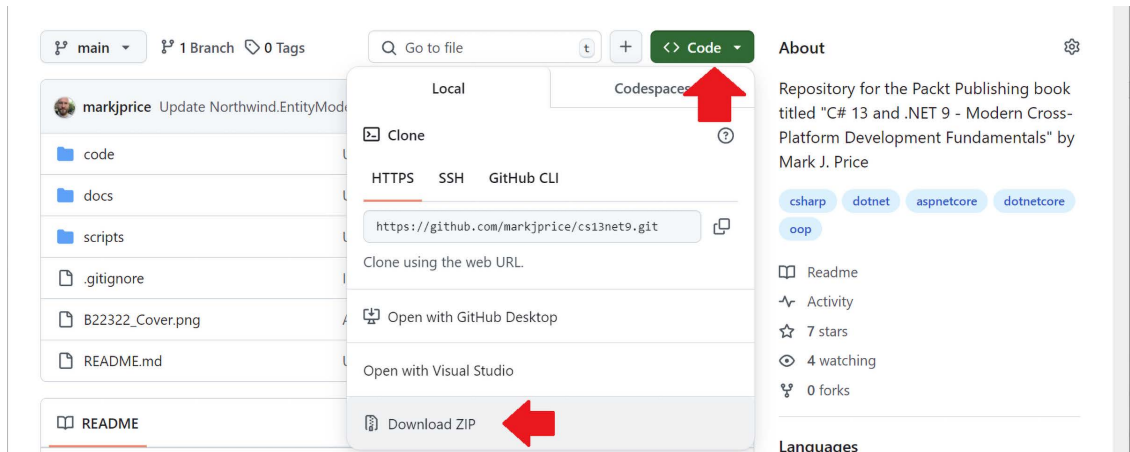 main
1 Branch
0 Tags
Go to file
t
<> Code
markjprice Update Northwind.EntityMode
code
docs
scripts
.gitignore
B22322_Cover.png
README.md
README
Local
Codespaces
Clone
HTTPS SSH GitHub CLI
https://github.com/markjprice/cs13net9.git
Clone using the web URL.
Open with GitHub Desktop
Open with Visual Studio
Download ZIP
About
Repository for the Packt Publishing book
titled "C# 13 and .NET 9 - Modern Cross-
Platform Development Fundamentals" by
Mark J. Price
csharp dotnet aspnetcore dotnetcore
oop
Readme
Activity
7 stars
4 watching
0 forks
Languages